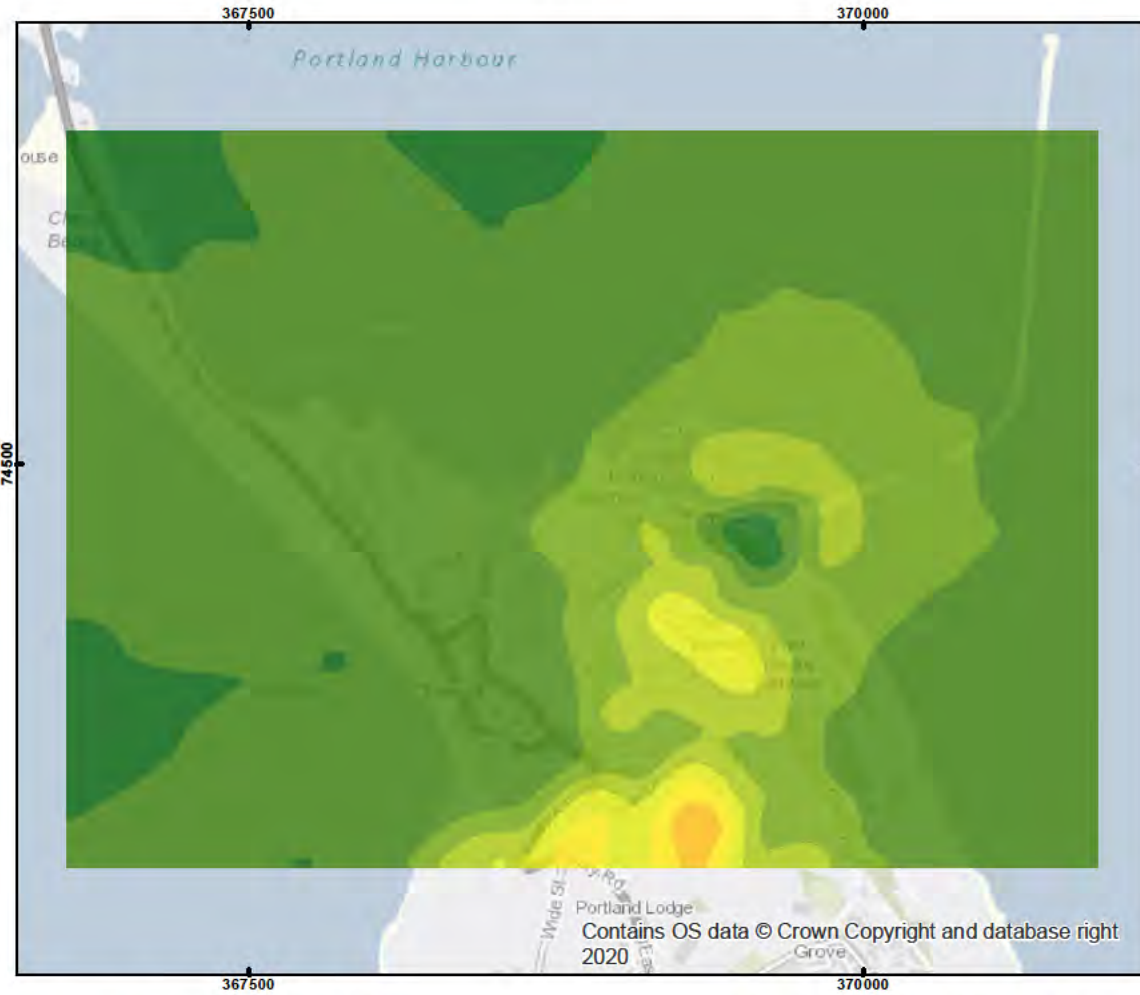 367500 370000
Portland Harbour
ouse
74500
Wide St
Portland Lodge
Contains OS data © Crown Copyright and database right
2020
Grove
367500 370000